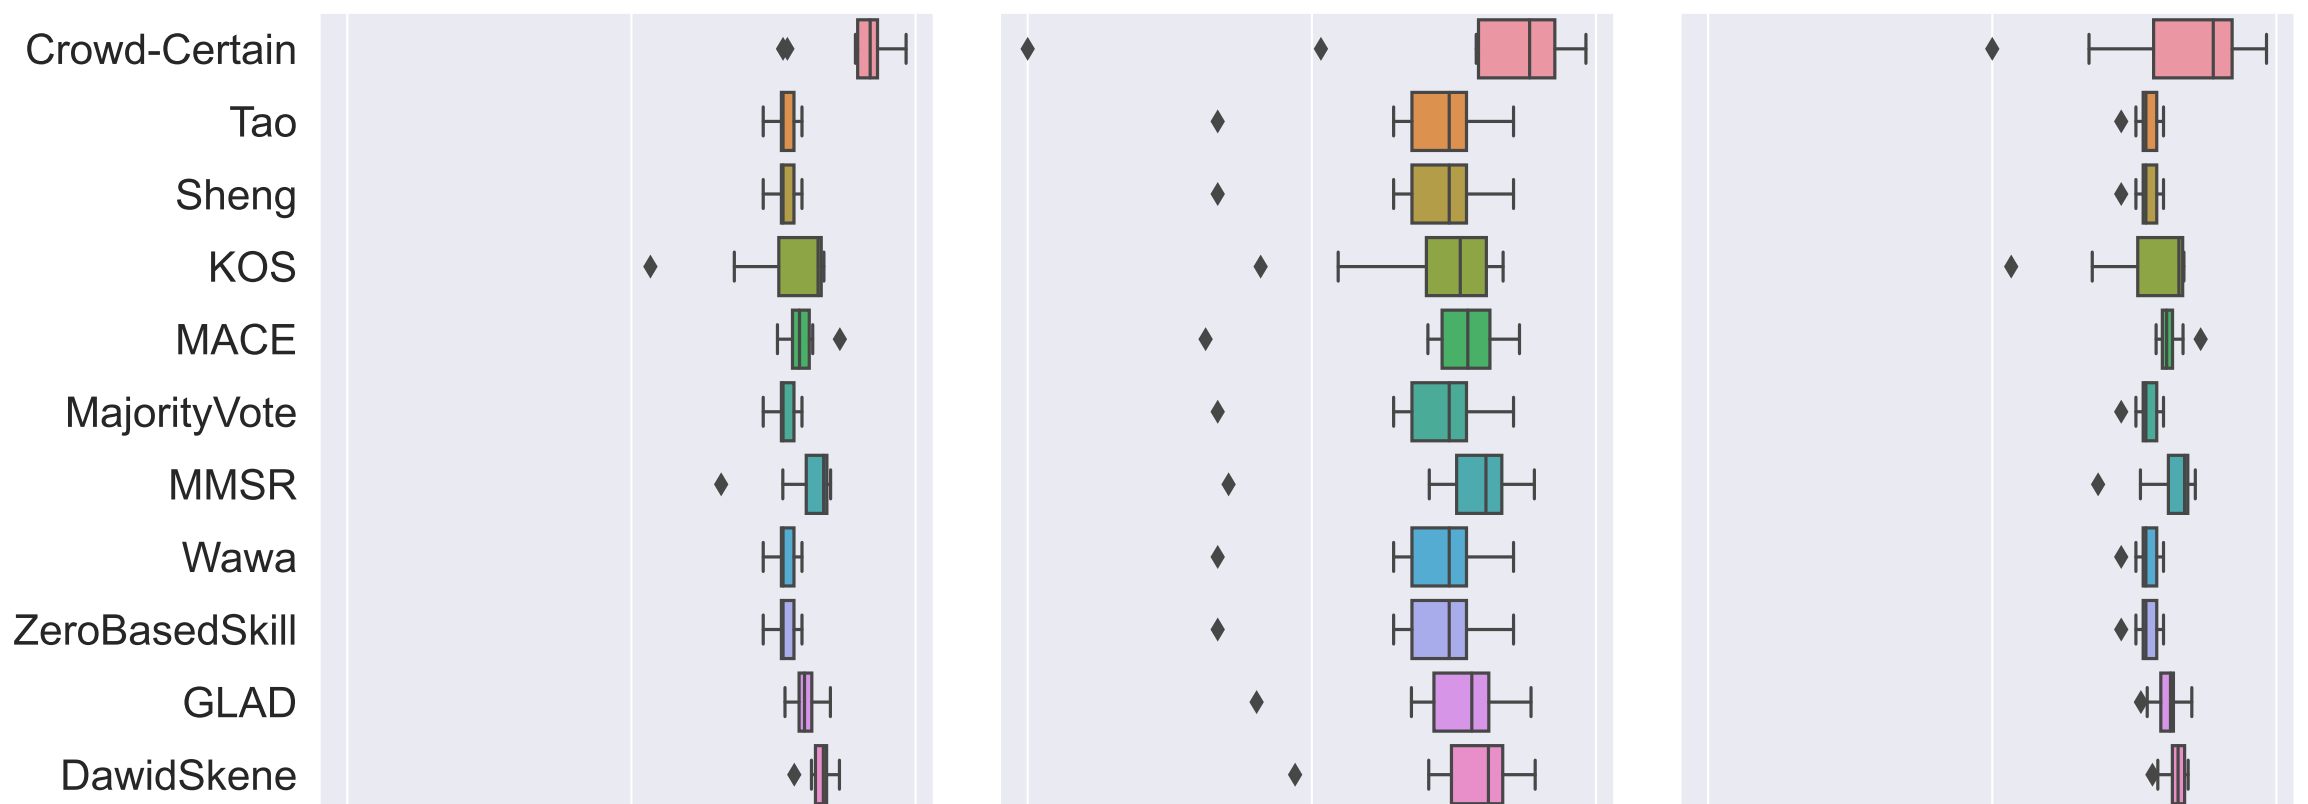 Crowd-Certain
Tao
Sheng
KOS
MACE
MajorityVote
MMSR
Wawa
ZeroBasedSkill
GLAD
DawidSkene